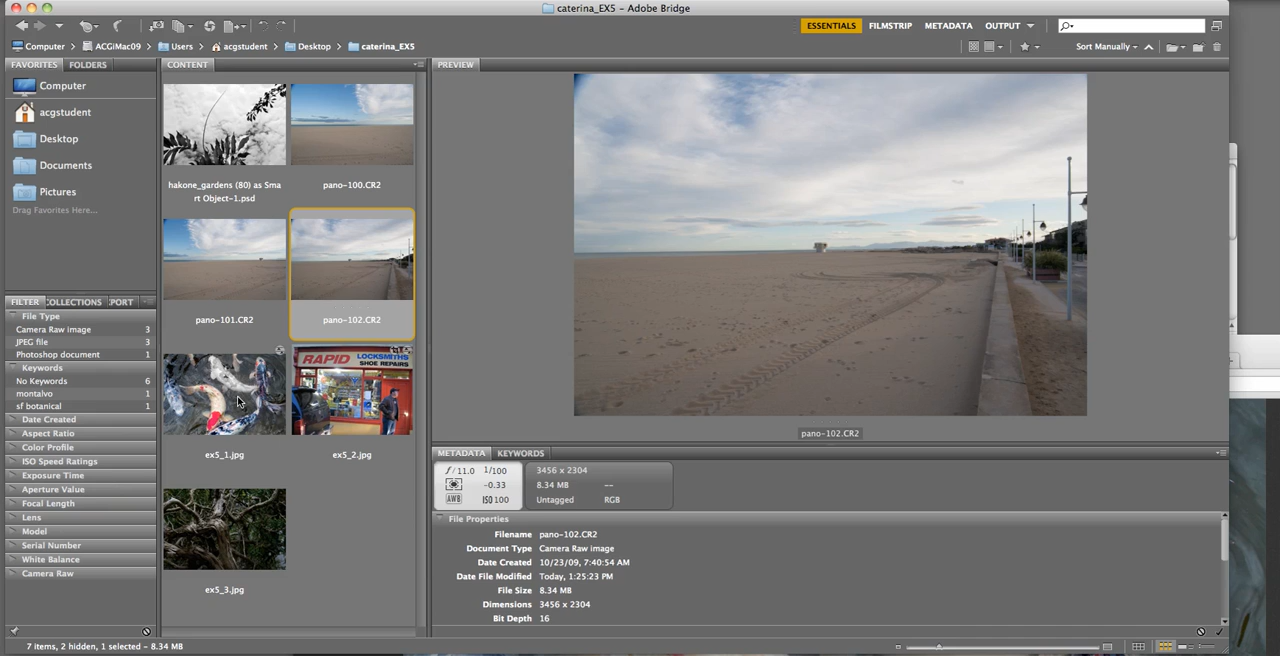 caterina_EX5 – Adobe Bridge
ESSENTIALS FILMSTRIP METADATA OUTPUT
Computer ACGiMac09 Users acgstudent Desktop caterina_EX5
Sort Manually
FAVORITES FOLDERS
Computer
acgstudent
Desktop
Documents
Pictures
Drag Favorites Here...
FILTER COLLECTIONS PORT
File Type
Camera Raw image 3
JPEG file 3
Photoshop document 1
Keywords
No Keywords 6
montalvo 1
sf botanical 1
Date Created
Aspect Ratio
Color Profile
ISO Speed Ratings
Exposure Time
Aperture Value
Focal Length
Lens
Model
Serial Number
White Balance
Camera Raw
CONTENT
hakone_gardens (80) as Sma
rt Object-1.psd
pano-100.CR2
pano-101.CR2
pano-102.CR2
RAPID LOCKSMITHS
SHOE REPAIRS
ex5_1.jpg
ex5_2.jpg
ex5_3.jpg
PREVIEW
pano-102.CR2
METADATA KEYWORDS
f/11.0 1/100
-0.33
AWB ISO100
3456 x 2304
8.34 MB --
Untagged RGB
File Properties
Filename pano-102.CR2
Document Type Camera Raw image
Date Created 10/23/09, 7:40:54 AM
Date File Modified Today, 1:25:23 PM
File Size 8.34 MB
Dimensions 3456 x 2304
Bit Depth 16
7 items, 2 hidden, 1 selected – 8.34 MB